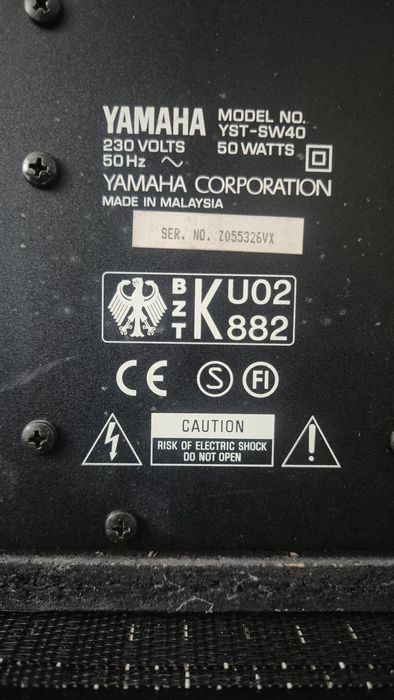 YAMAHA MODEL NO. YST-SW40
230 VOLTS 50 WATTS
50 Hz ~
YAMAHA CORPORATION
MADE IN MALAYSIA
SER. NO. Z055326VX
BZT K U02 882
CE S FI
CAUTION
RISK OF ELECTRIC SHOCK
DO NOT OPEN